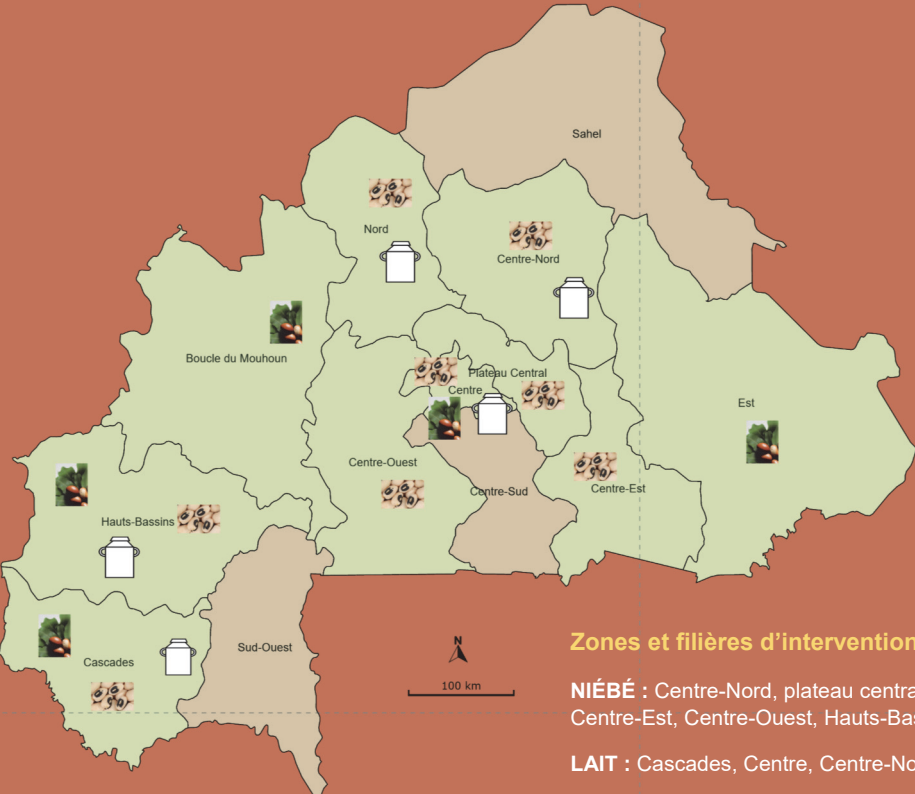 Sahel
Nord
Centre-Nord
Boucle du Mouhoun
Plateau Central
Centre
Est
Centre-Ouest
Centre-Sud
Centre-Est
Hauts-Bassins
Sud-Ouest
Cascades
N
100 km
Zones et filières d'intervention
NIÉBÉ : Centre-Nord, plateau centra
Centre-Est, Centre-Ouest, Hauts-Bas
LAIT : Cascades, Centre, Centre-No